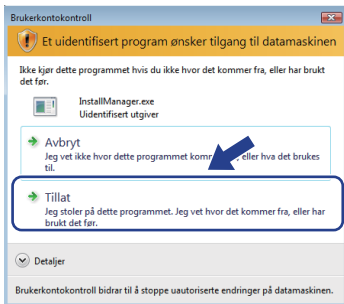 Brukerkontokontroll
Et uidentifisert program ønsker tilgang til datamaskinen
Ikke kjør dette programmet hvis du ikke hvor det kommer fra, eller har brukt
det før.
InstallManager.exe
Uidentifisert utgiver
Avbryt
Jeg vet ikke hvor dette programmet kom , eller hva det brukes
til.
Tillat
Jeg stoler på dette programmet. Jeg vet hvor det kommer fra, eller har
brukt det før.
Detaljer
Brukerkontokontroll bidrar til å stoppe uautoriserte endringer på datamaskinen.